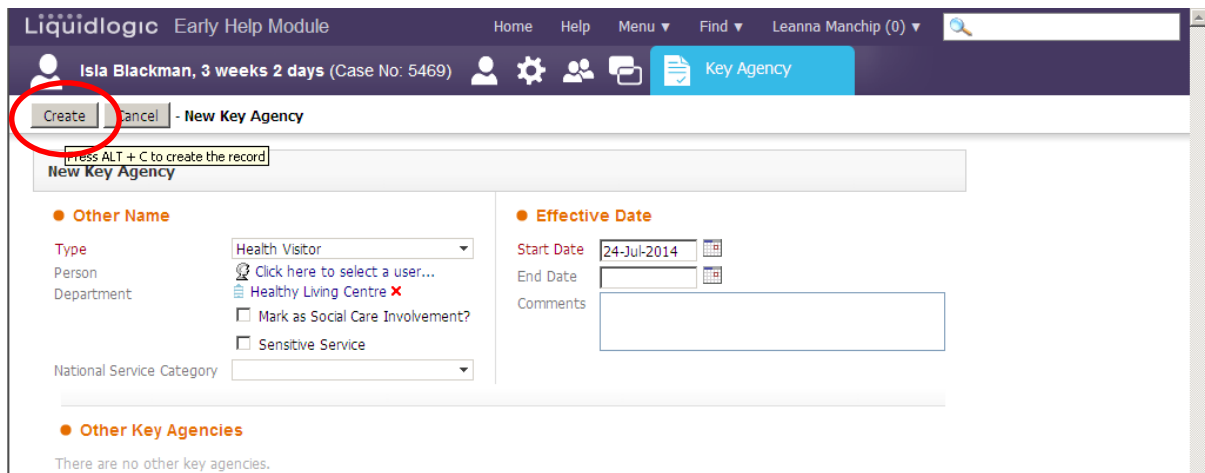 Liquidlogic Early Help Module Home Help Menu ▼ Find ▼ Leanna Manchip (0) ▼
Isla Blackman, 3 weeks 2 days (Case No: 5469) Key Agency
Create Cancel - New Key Agency
Press ALT + C to create the record
New Key Agency
Other Name
Type Health Visitor
Person Click here to select a user...
Department Healthy Living Centre
Mark as Social Care Involvement?
Sensitive Service
National Service Category
Effective Date
Start Date 24-Jul-2014
End Date
Comments
Other Key Agencies
There are no other key agencies.